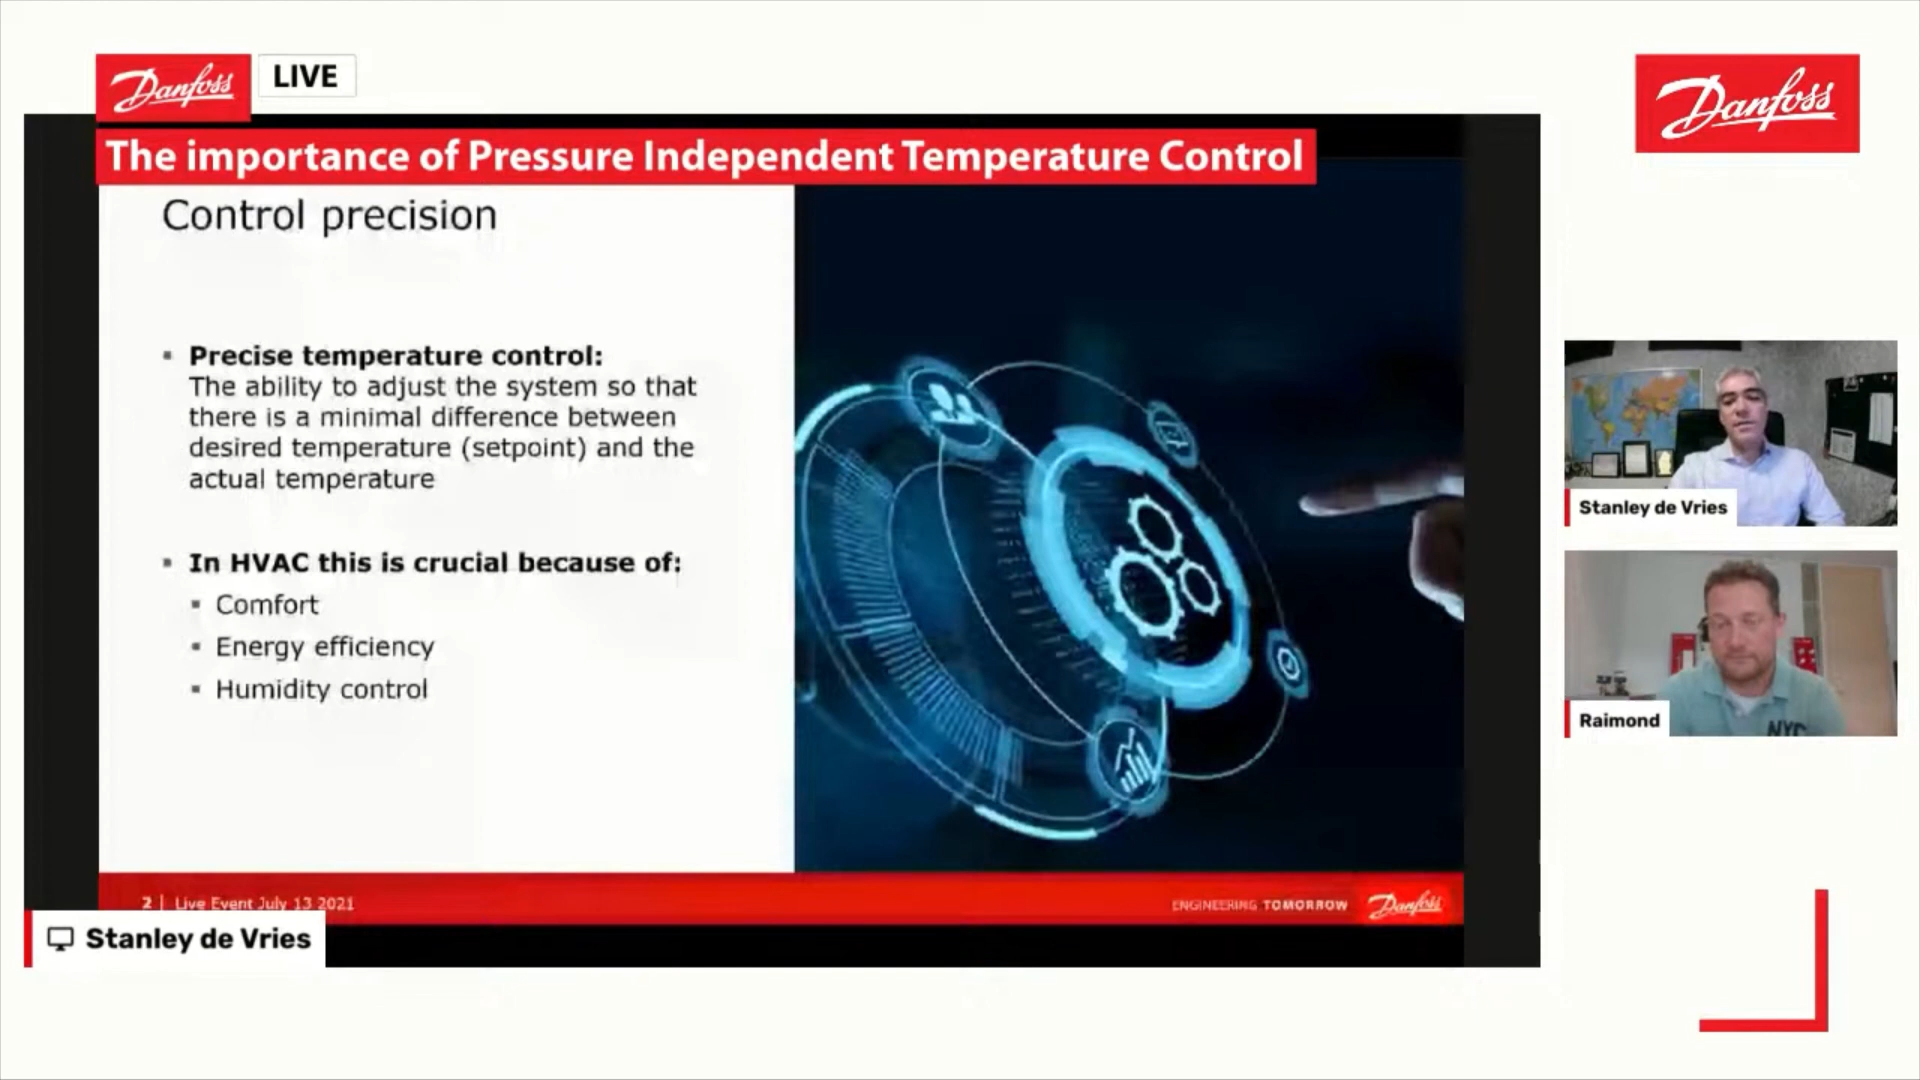 Danfoss
LIVE
Danfoss
The importance of Pressure Independent Temperature Control
Control precision
▪ Precise temperature control:
The ability to adjust the system so that
there is a minimal difference between
desired temperature (setpoint) and the
actual temperature
▪ In HVAC this is crucial because of:
▪ Comfort
▪ Energy efficiency
▪ Humidity control
2 | Live Event July 13 2021
ENGINEERING TOMORROW
Danfoss
Stanley de Vries
Stanley de Vries
NYC
Raimond